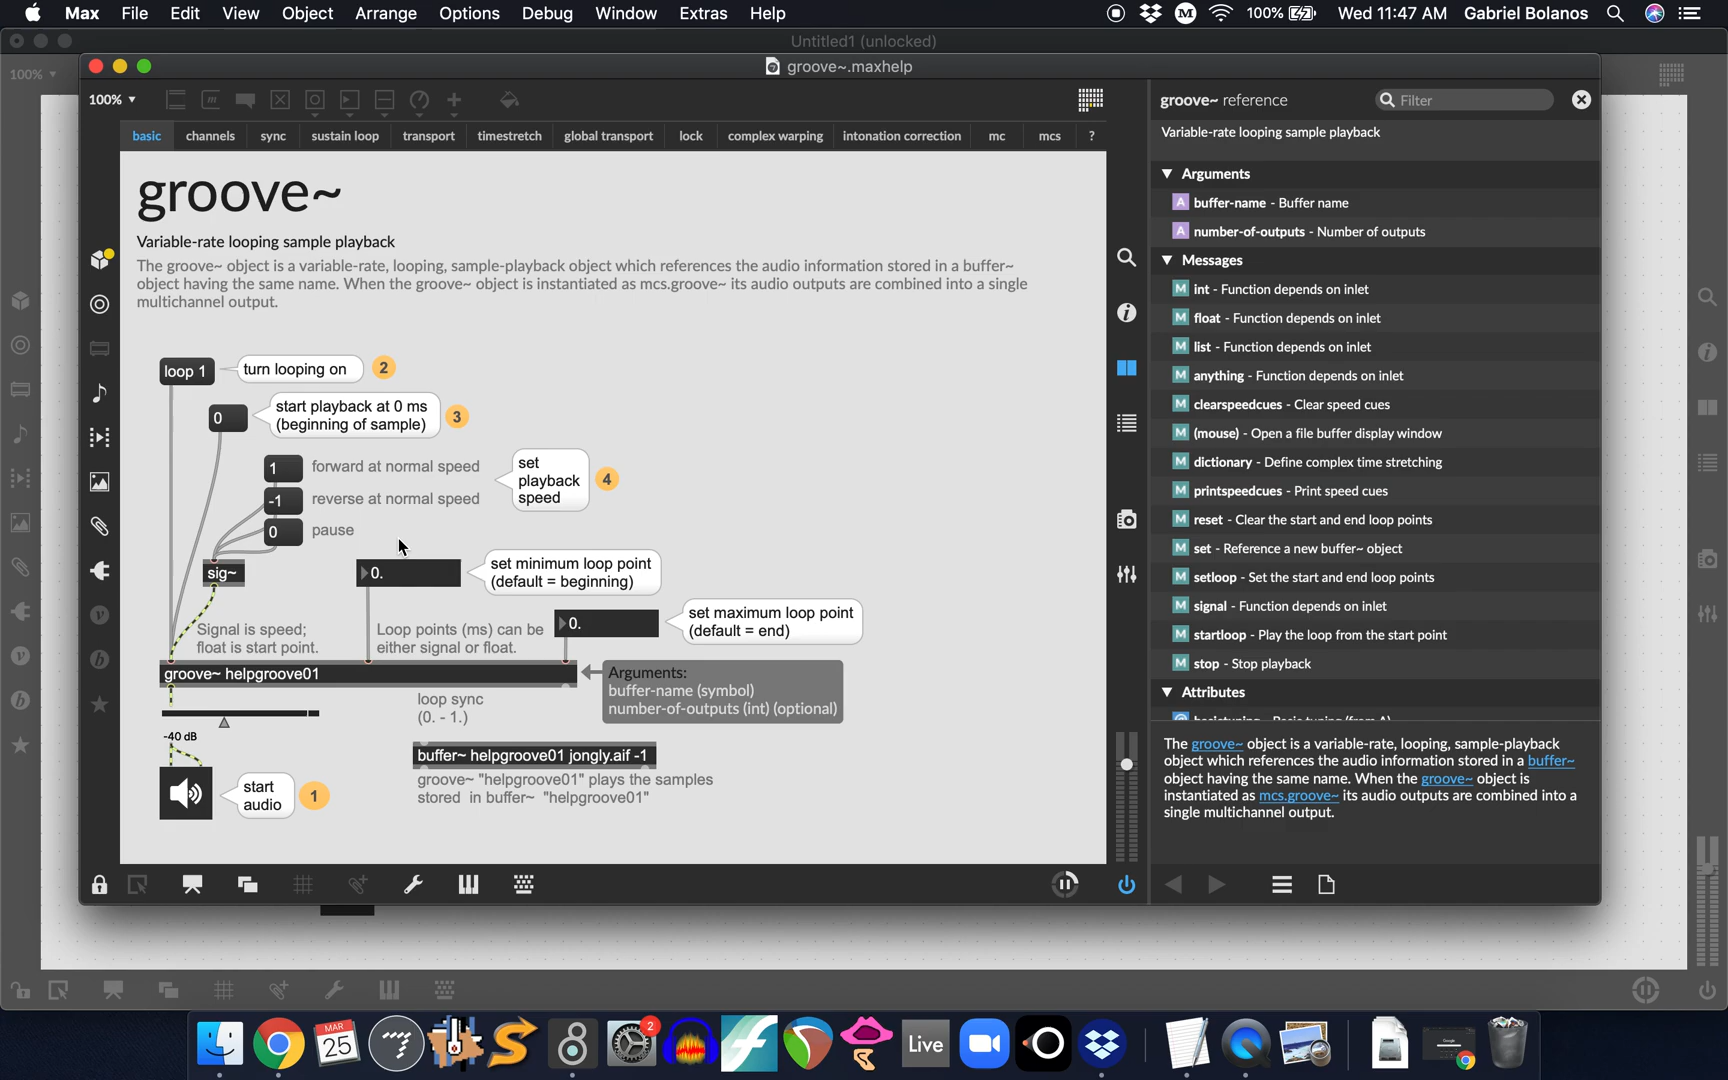 Max File Edit View Object Arrange Options Debug Window Extras Help
M 100% Wed 11:47 AM Gabriel Bolanos
Untitled1 (unlocked)
100%
groove~.maxhelp
100%
basic channels sync sustain loop transport timestretch global transport lock complex warping intonation correction mc mcs ?
groove~
Variable-rate looping sample playback
The groove~ object is a variable-rate, looping, sample-playback object which references the audio information stored in a buffer~
object having the same name. When the groove~ object is instantiated as mcs.groove~ its audio outputs are combined into a single
multichannel output.
loop 1 turn looping on 2
0 start playback at 0 ms
(beginning of sample) 3
1 forward at normal speed
-1 reverse at normal speed
0 pause
set
playback
speed
4
sig~
0.
set minimum loop point
(default = beginning)
0.
set maximum loop point
(default = end)
Signal is speed;
float is start point.
Loop points (ms) can be
either signal or float.
groove~ helpgroove01
Arguments:
buffer-name (symbol)
number-of-outputs (int) (optional)
loop sync
(0. - 1.)
-40 dB
buffer~ helpgroove01 jongly.aif -1
groove~ "helpgroove01" plays the samples
stored in buffer~ "helpgroove01"
start
audio
1
groove~ reference
Filter
Variable-rate looping sample playback
Arguments
A buffer-name - Buffer name
A number-of-outputs - Number of outputs
Messages
M int - Function depends on inlet
M float - Function depends on inlet
M list - Function depends on inlet
M anything - Function depends on inlet
M clearspeedcues - Clear speed cues
M (mouse) - Open a file buffer display window
M dictionary - Define complex time stretching
M printspeedcues - Print speed cues
M reset - Clear the start and end loop points
M set - Reference a new buffer~ object
M setloop - Set the start and end loop points
M signal - Function depends on inlet
M startloop - Play the loop from the start point
M stop - Stop playback
Attributes
The groove~ object is a variable-rate, looping, sample-playback
object which references the audio information stored in a buffer~
object having the same name. When the groove~ object is
instantiated as mcs.groove~ its audio outputs are combined into a
single multichannel output.
MAR
25
2
Live